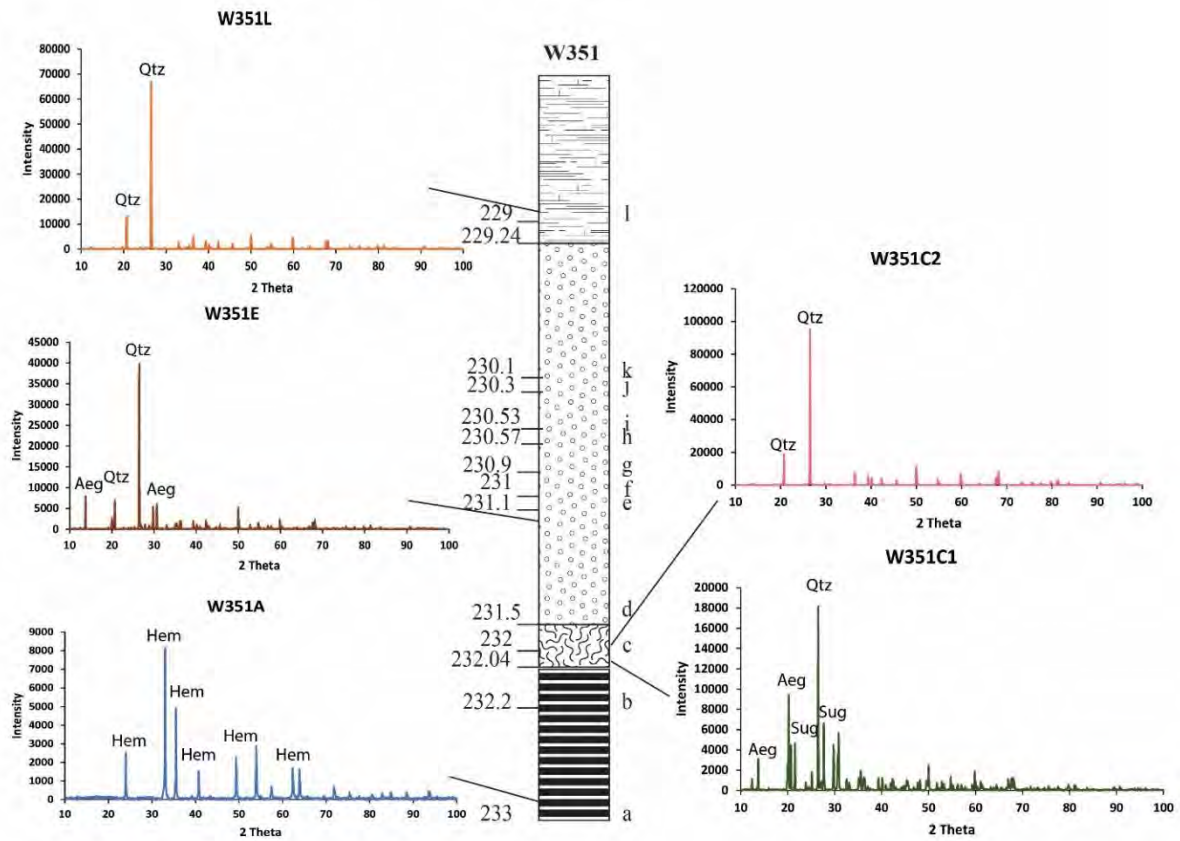 W351L
80000
70000
60000
50000
40000
30000
20000
10000
0
Intensity
Qtz
Qtz
10 20 30 40 50 60 70 80 90 100
2 Theta
W351E
45000
40000
35000
30000
25000
20000
15000
10000
5000
0
Intensity
Qtz
Aeg
Qtz
Aeg
10 20 30 40 50 60 70 80 90 100
2 Theta
W351A
9000
8000
7000
6000
5000
4000
3000
2000
1000
0
Intensity
Hem
Hem
Hem
Hem
Hem
Hem
Hem
10 20 30 40 50 60 70 80 90 100
2 Theta
W351
229 l
229.24
230.1 k
230.3 J
230.53 i
230.57 h
230.9 g
231 f
231.1 e
231.5 d
232 c
232.04
232.2 b
233 a
W351C2
120000
100000
80000
60000
40000
20000
0
Intensity
Qtz
Qtz
10 20 30 40 50 60 70 80 90 100
2 Theta
W351C1
20000
18000
16000
14000
12000
10000
8000
6000
4000
2000
0
Intensity
Qtz
Aeg
Sug
Sug
Aeg
10 20 30 40 50 60 70 80 90 100
2 Theta